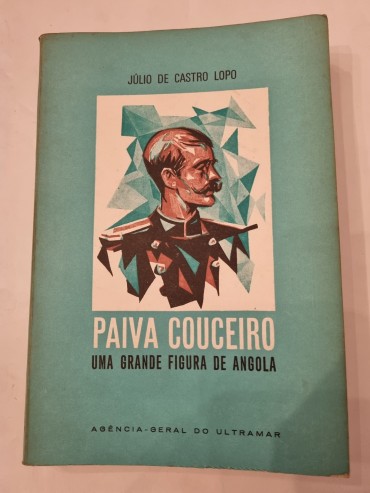 JÚLIO DE CASTRO LOPO
PAIVA COUCEIRO
UMA GRANDE FIGURA DE ANGOLA
AGÊNCIA-GERAL DO ULTRAMAR